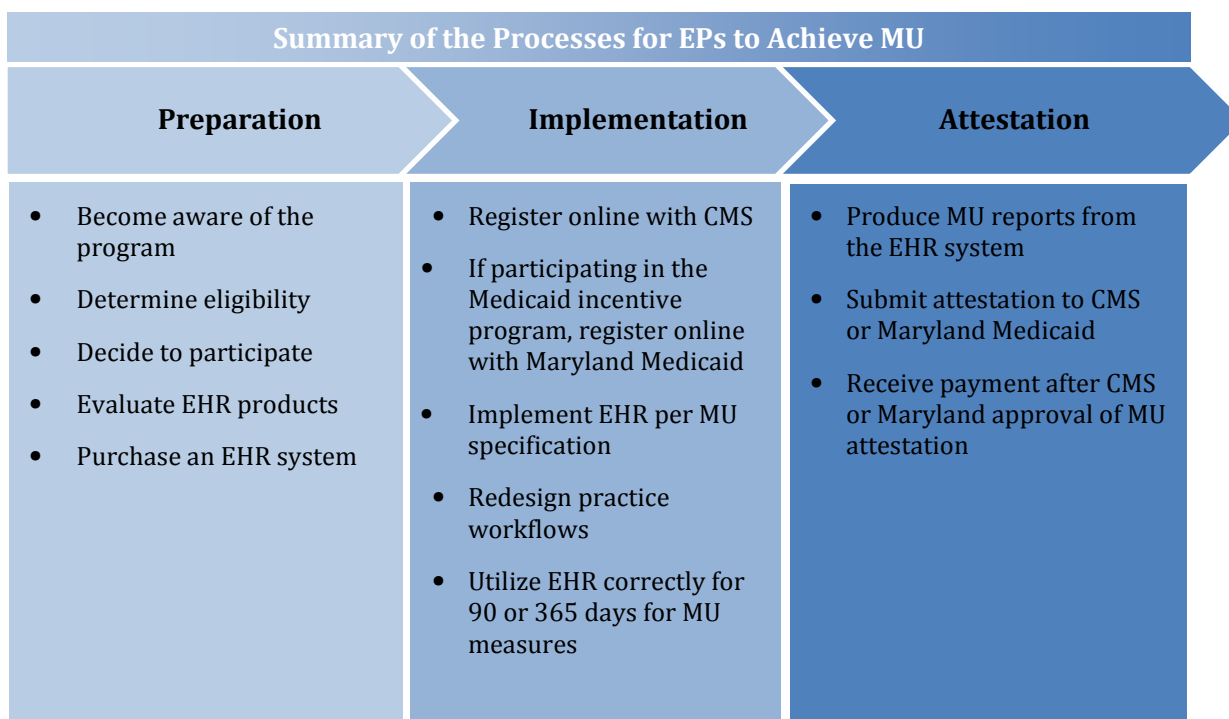 Summary of the Processes for EPs to Achieve MU
Preparation
Implementation
Attestation
• Become aware of the
program
• Determine eligibility
• Decide to participate
• Evaluate EHR products
• Purchase an EHR system
• Register online with CMS
• If participating in the
Medicaid incentive
program, register online
with Maryland Medicaid
• Implement EHR per MU
specification
• Redesign practice
workflows
• Utilize EHR correctly for
90 or 365 days for MU
measures
• Produce MU reports from
the EHR system
• Submit attestation to CMS
or Maryland Medicaid
• Receive payment after CMS
or Maryland approval of MU
attestation